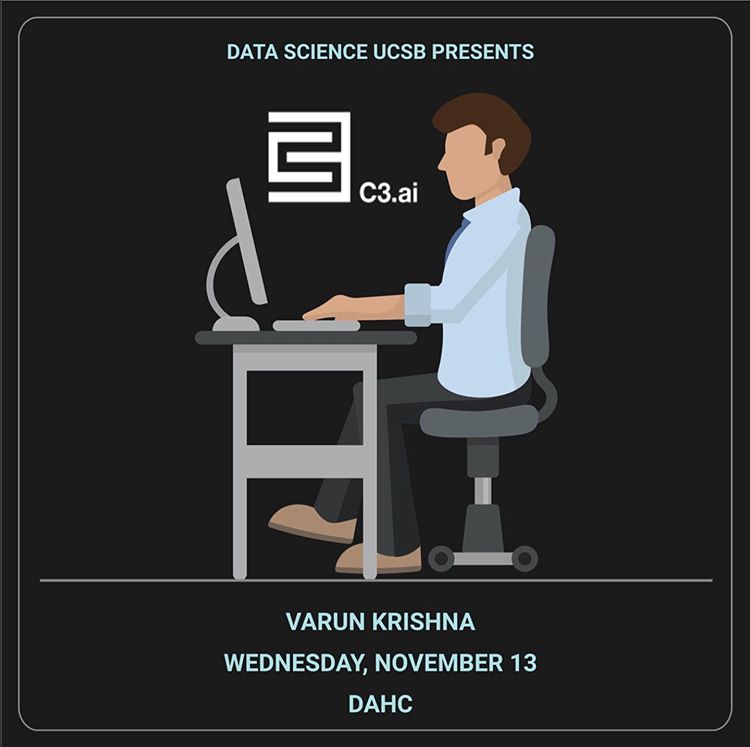 DATA SCIENCE UCSB PRESENTS
C3.ai
VARUN KRISHNA
WEDNESDAY, NOVEMBER 13
DAHC